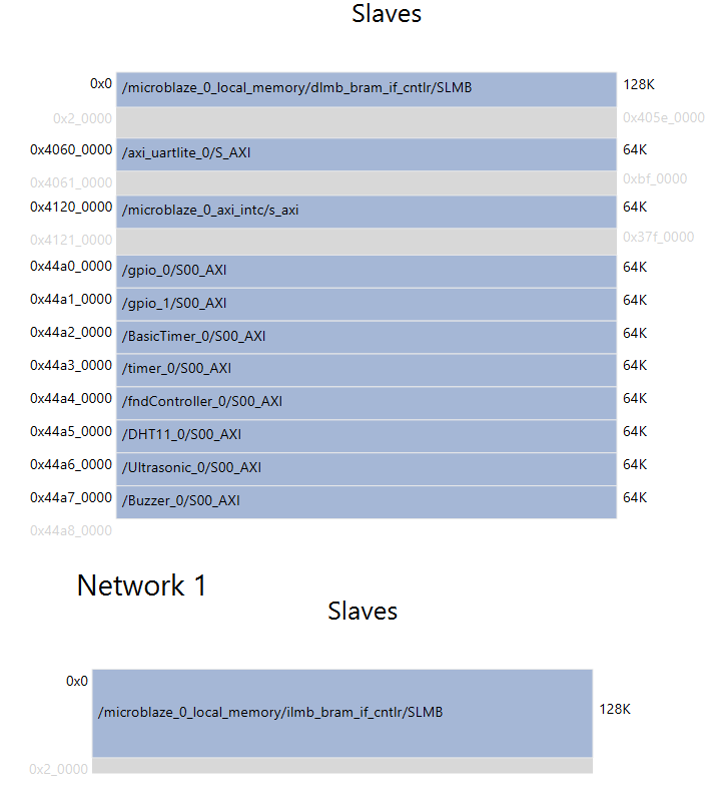 Slaves
0x0 /microblaze_0_local_memory/dlmb_bram_if_cntlr/SLMB 128K
0x2_0000 0x405e_0000
0x4060_0000 /axi_uartlite_0/S_AXI 64K
0x4061_0000 0xbf_0000
0x4120_0000 /microblaze_0_axi_intc/s_axi 64K
0x4121_0000 0x37f_0000
0x44a0_0000 /gpio_0/S00_AXI 64K
0x44a1_0000 /gpio_1/S00_AXI 64K
0x44a2_0000 /BasicTimer_0/S00_AXI 64K
0x44a3_0000 /timer_0/S00_AXI 64K
0x44a4_0000 /fndController_0/S00_AXI 64K
0x44a5_0000 /DHT11_0/S00_AXI 64K
0x44a6_0000 /Ultrasonic_0/S00_AXI 64K
0x44a7_0000 /Buzzer_0/S00_AXI 64K
0x44a8_0000
Network 1
Slaves
0x0
/microblaze_0_local_memory/ilmb_bram_if_cntlr/SLMB 128K
0x2_0000